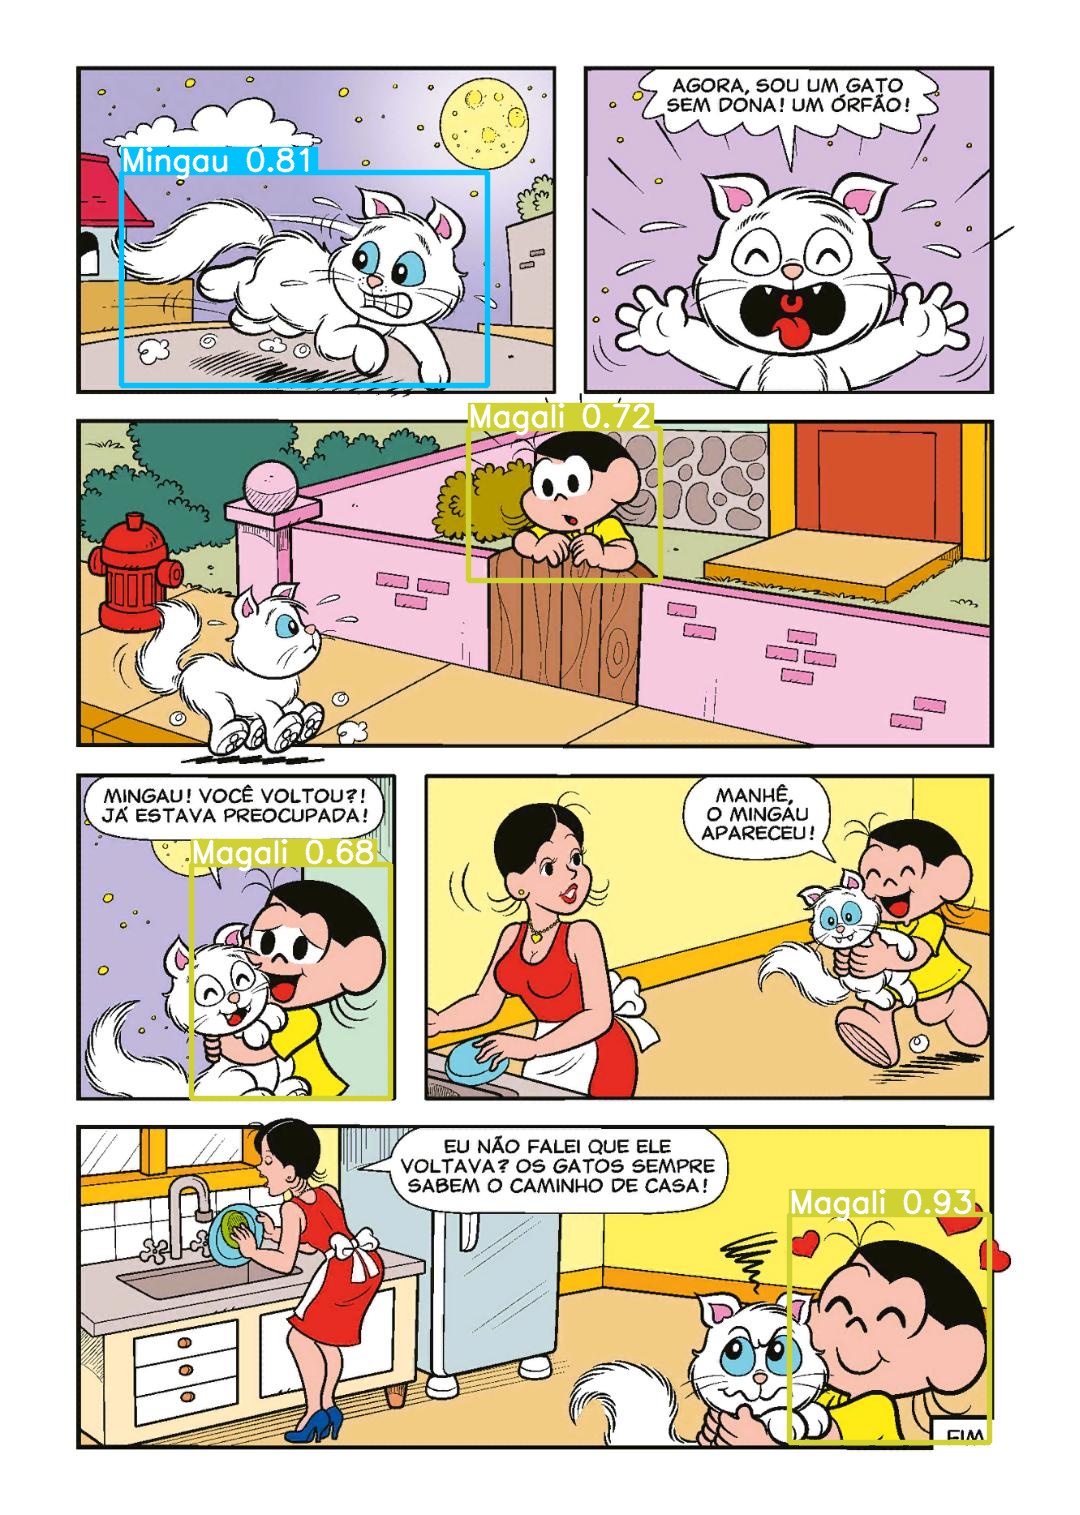 Mingau 0.81
AGORA, SOU UM GATO
SEM DONA! UM ÓRFÃO!
Magali 0.72
MINGAU! VOCÊ VOLTOU?!
JÁ ESTAVA PREOCUPADA!
Magali 0.68
MANHÊ,
O MINGAU
APARECEU!
EU NÃO FALEI QUE ELE
VOLTAVA? OS GATOS SEMPRE
SABEM O CAMINHO DE CASA!
Magali 0.93
FIM